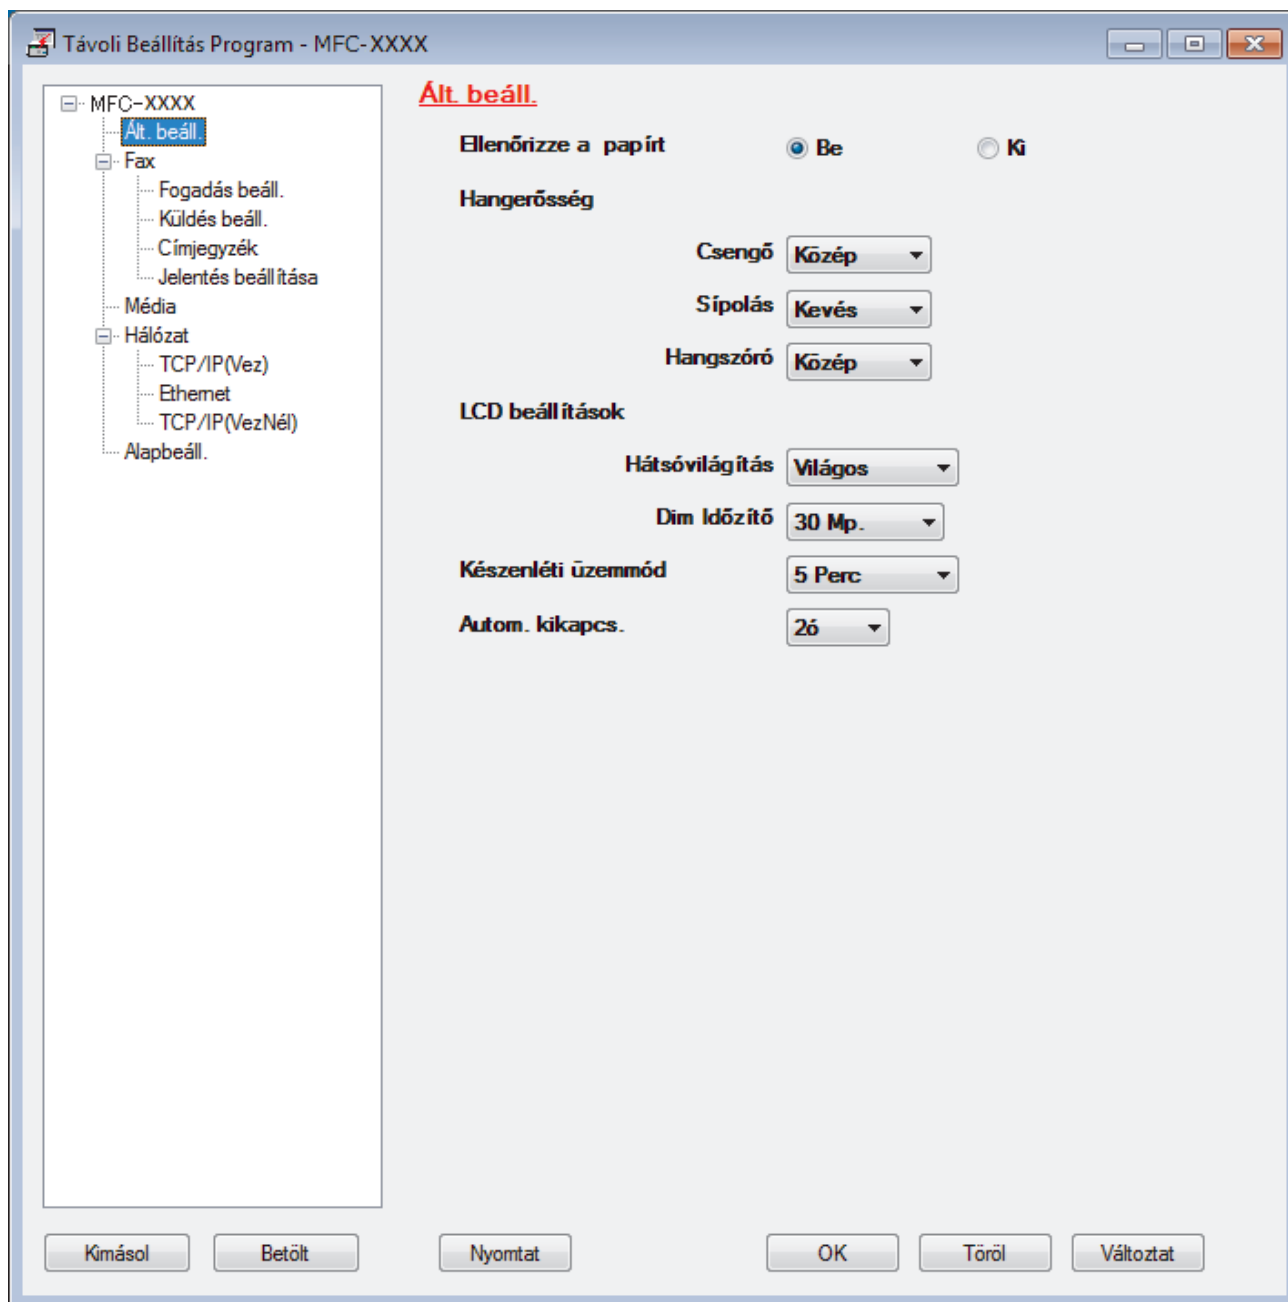 Távoli Beállítás Program - MFC-XXXX
MFC-XXXX
Ált. beáll.
Fax
Fogadás beáll.
Küldés beáll.
Címjegyzék
Jelentés beállítása
Média
Hálózat
TCP/IP(Vez)
Ethernet
TCP/IP(VezNél)
Alapbeáll.
Ált. beáll.
Ellenőrizze a papírt Be Ki
Hangerősség
Csengő Közép
Sípolás Kevés
Hangszóró Közép
LCD beállítások
Hátsóvilágítás Világos
Dim Időzítő 30 Mp.
Készenléti üzemmód 5 Perc
Autom. kikapcs. 2ó
Kimásol Betölt Nyomtat OK Töröl Változtat